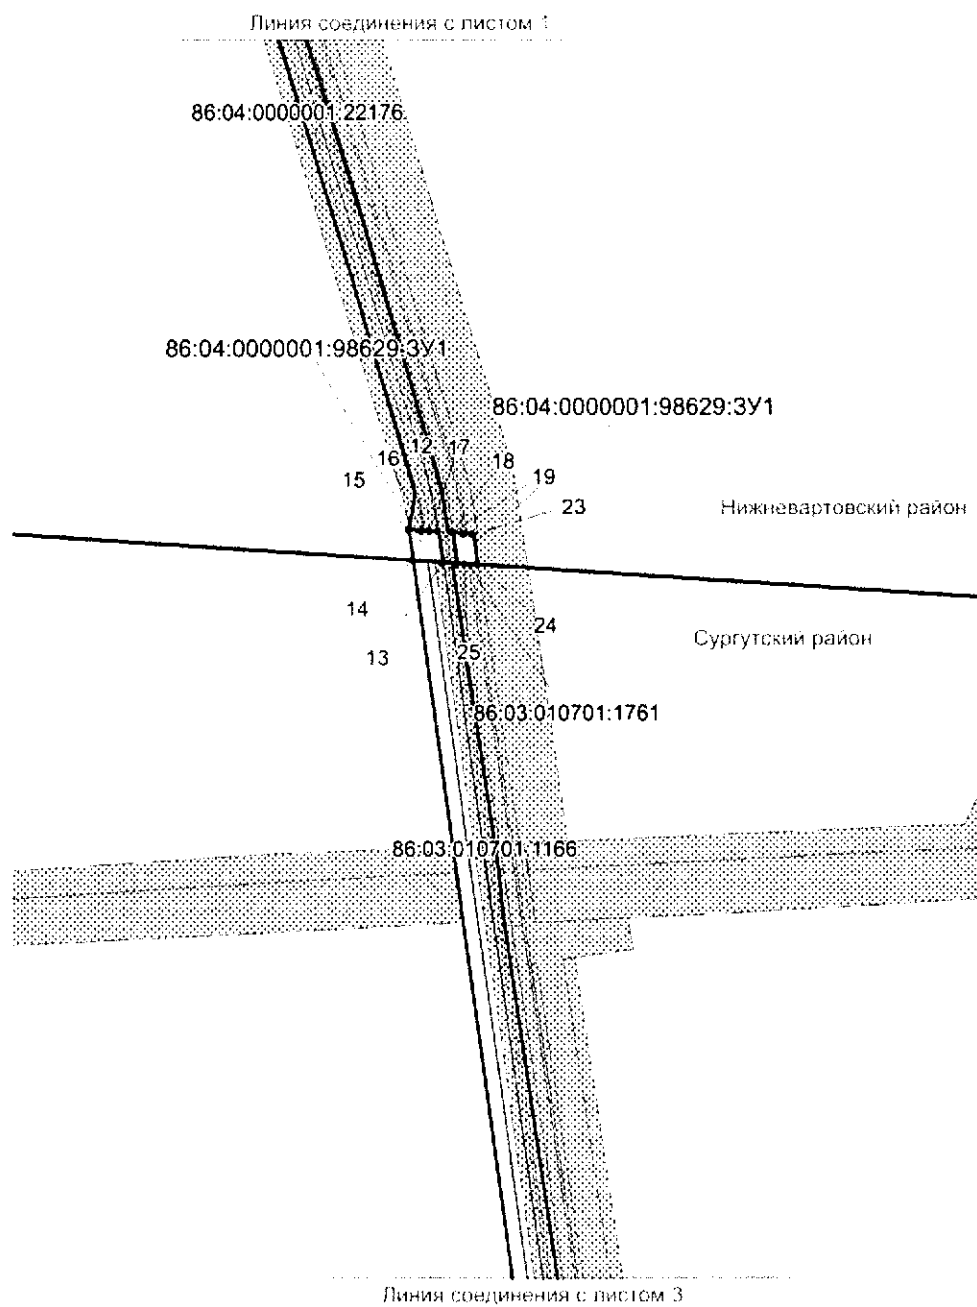 Линия соединения с листом 1
86:04:0000001:22176
86:04:0000001:98629:ЗУ1
86:04:0000001:98629:ЗУ1
12
17
16
18
15
19
23
Нижневартовский район
14
24
Сургутский район
13
25
86:03:010701:1761
86:03:010701:1166
Линия соединения с листом 3